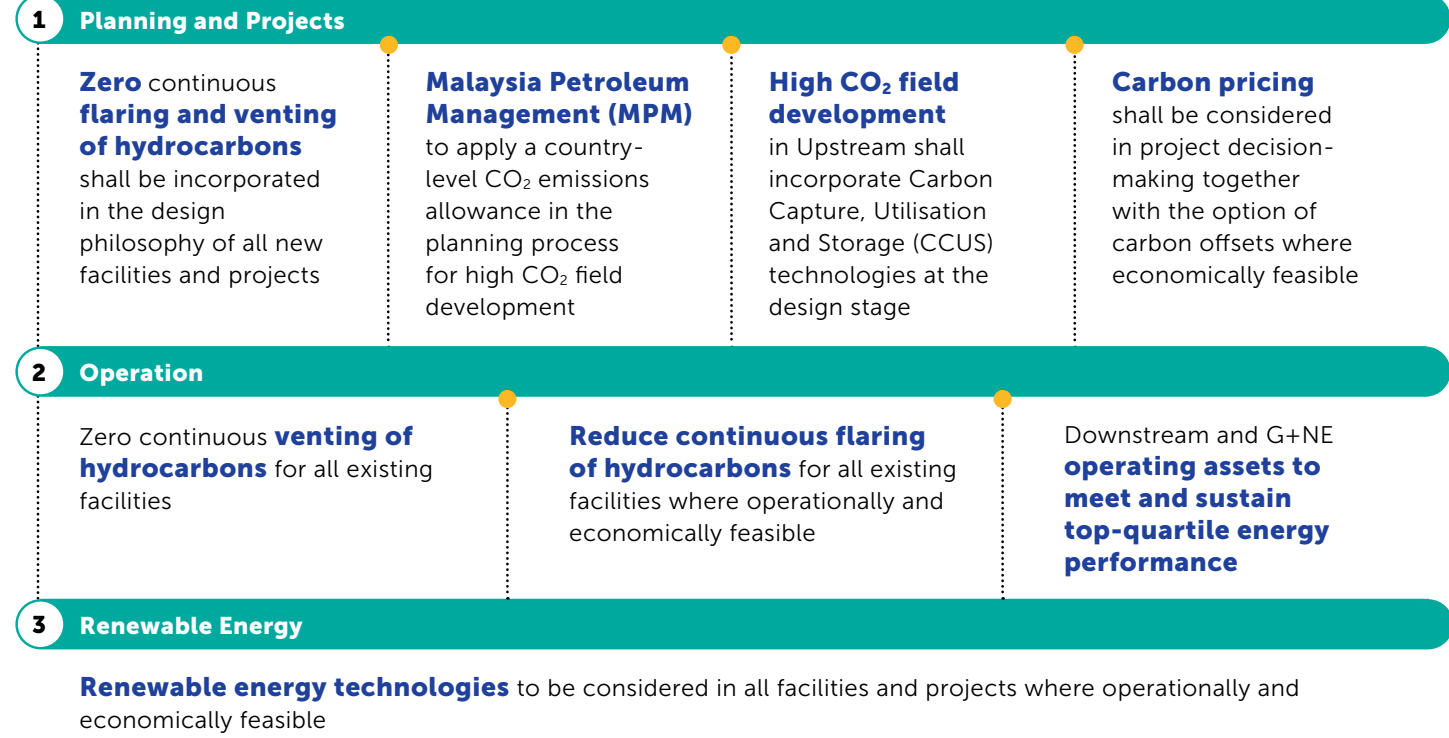 1 Planning and Projects
Zero continuous
flaring and venting
of hydrocarbons
shall be incorporated
in the design
philosophy of all new
facilities and projects
Malaysia Petroleum
Management (MPM)
to apply a country-
level CO₂ emissions
allowance in the
planning process
for high CO₂ field
development
High CO₂ field
development
in Upstream shall
incorporate Carbon
Capture, Utilisation
and Storage (CCUS)
technologies at the
design stage
Carbon pricing
shall be considered
in project decision-
making together
with the option of
carbon offsets where
economically feasible
2 Operation
Zero continuous venting of
hydrocarbons for all existing
facilities
Reduce continuous flaring
of hydrocarbons for all existing
facilities where operationally and
economically feasible
Downstream and G+NE
operating assets to
meet and sustain
top-quartile energy
performance
3 Renewable Energy
Renewable energy technologies to be considered in all facilities and projects where operationally and
economically feasible